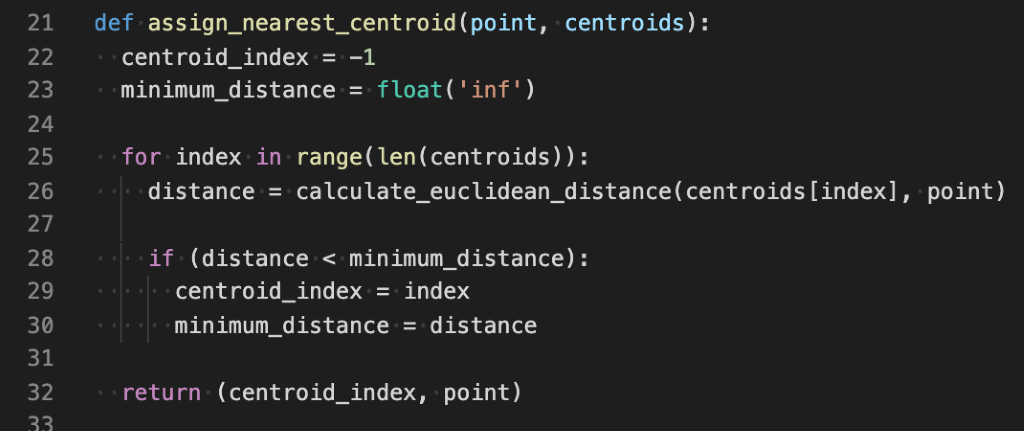 21 def assign_nearest_centroid(point, centroids):
22   centroid_index = -1
23   minimum_distance = float('inf')
24
25   for index in range(len(centroids)):
26     distance = calculate_euclidean_distance(centroids[index], point)
27
28     if (distance < minimum_distance):
29       centroid_index = index
30       minimum_distance = distance
31
32   return (centroid_index, point)
33